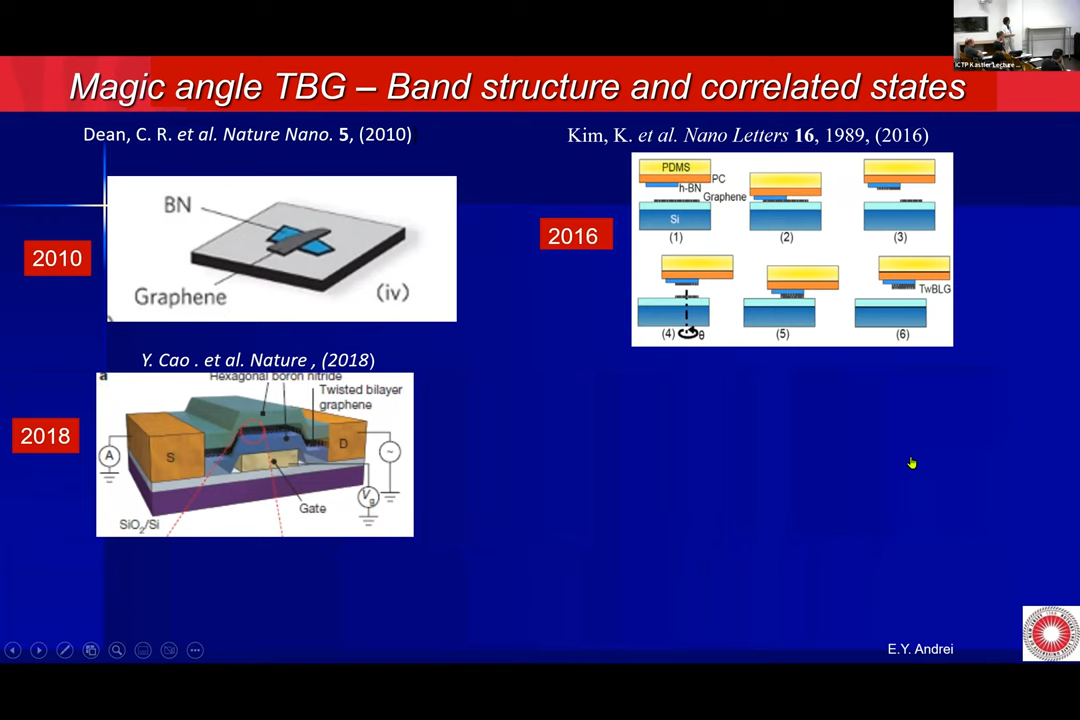 ICTP Kastler Lecture ...
Magic angle TBG – Band structure and correlated states
Dean, C. R. et al. Nature Nano. 5, (2010)
2010
BN
Graphene
(iv)
Kim, K. et al. Nano Letters 16, 1989, (2016)
2016
PDMS
PC
h-BN
Graphene
Si
(1)
(2)
(3)
(4)
θ
(5)
(6)
TwBLG
Y. Cao . et al. Nature , (2018)
2018
a
Hexagonal boron nitride
Twisted bilayer
graphene
A
S
D
~
Vg
Gate
SiO2/Si
E.Y. Andrei